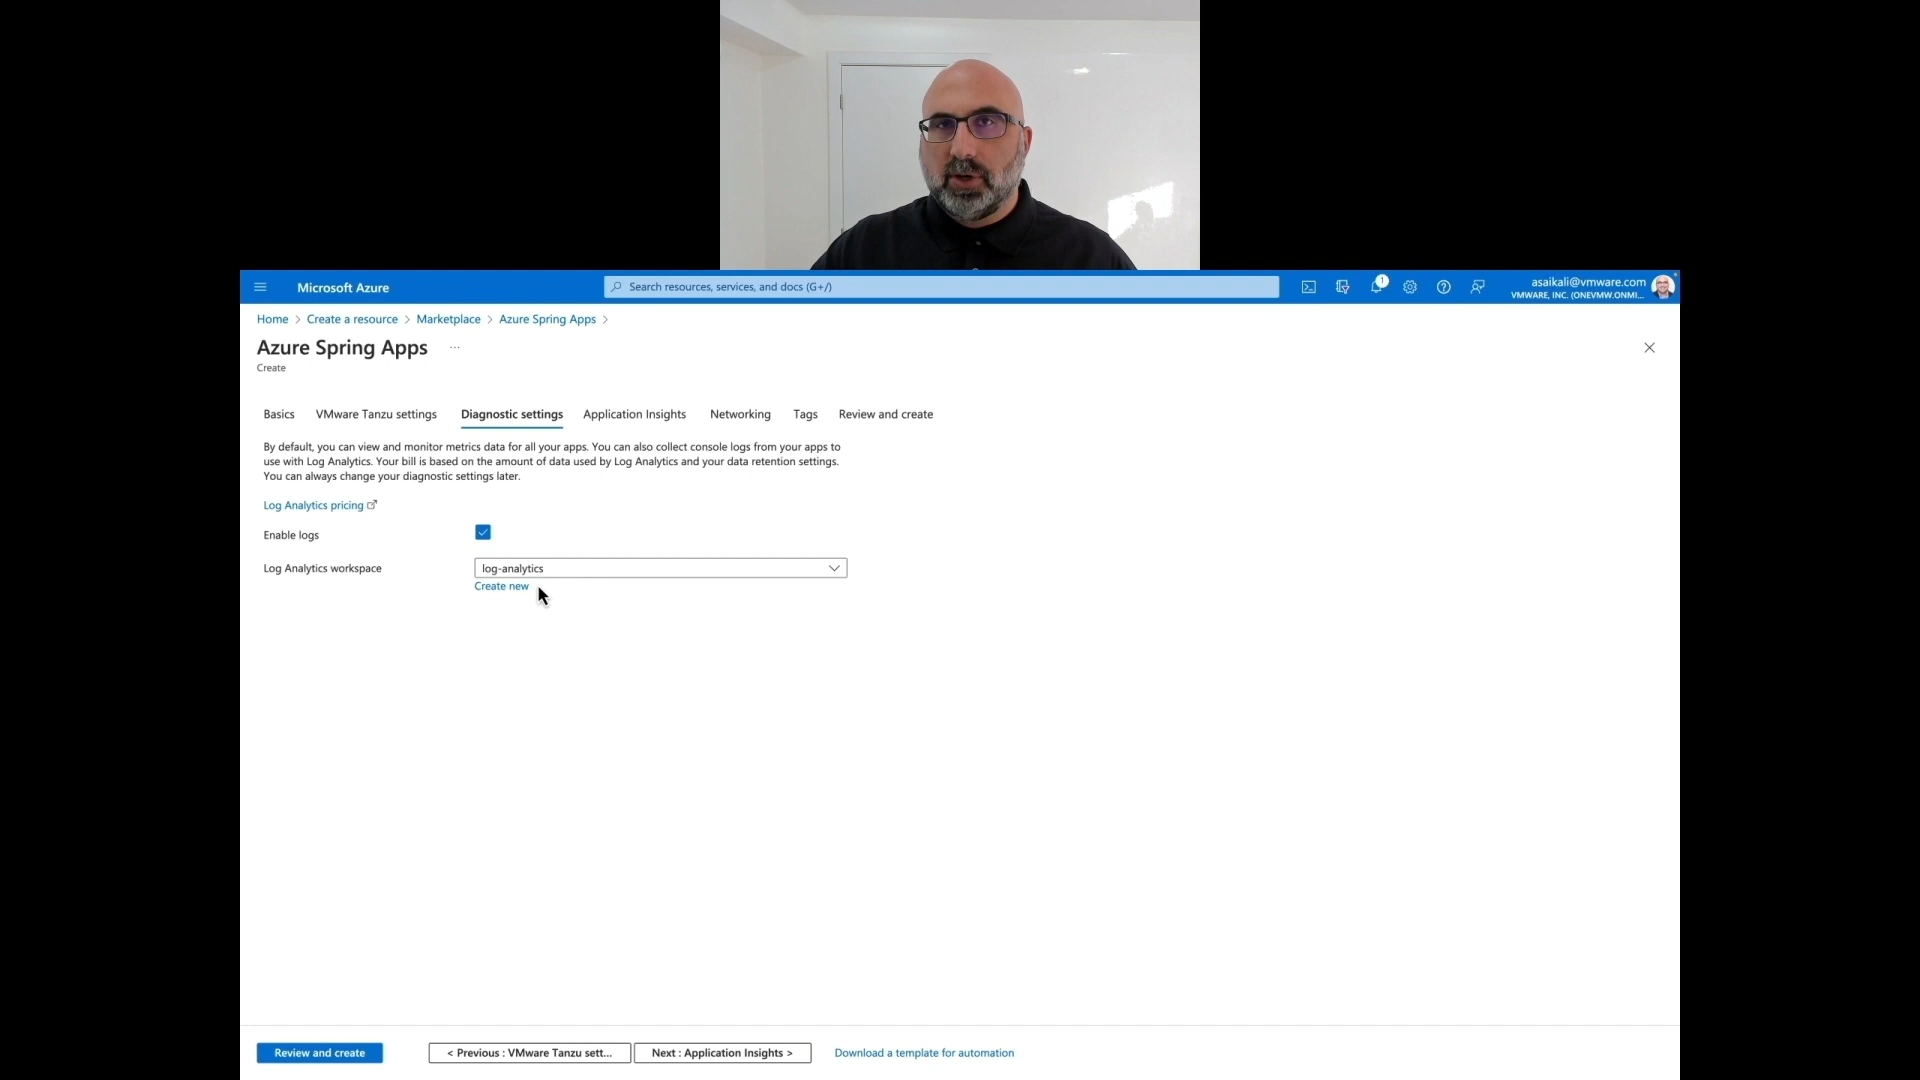 Microsoft Azure
Search resources, services, and docs (G+/)
1
asaikali@vmware.com
VMWARE, INC. (ONEVMW.ONMI...
Home > Create a resource > Marketplace > Azure Spring Apps >
Azure Spring Apps ...
Create
Basics VMware Tanzu settings Diagnostic settings Application Insights Networking Tags Review and create
By default, you can view and monitor metrics data for all your apps. You can also collect console logs from your apps to
use with Log Analytics. Your bill is based on the amount of data used by Log Analytics and your data retention settings.
You can always change your diagnostic settings later.
Log Analytics pricing
Enable logs
Log Analytics workspace
log-analytics
Create new
Review and create
< Previous : VMware Tanzu sett...
Next : Application Insights >
Download a template for automation